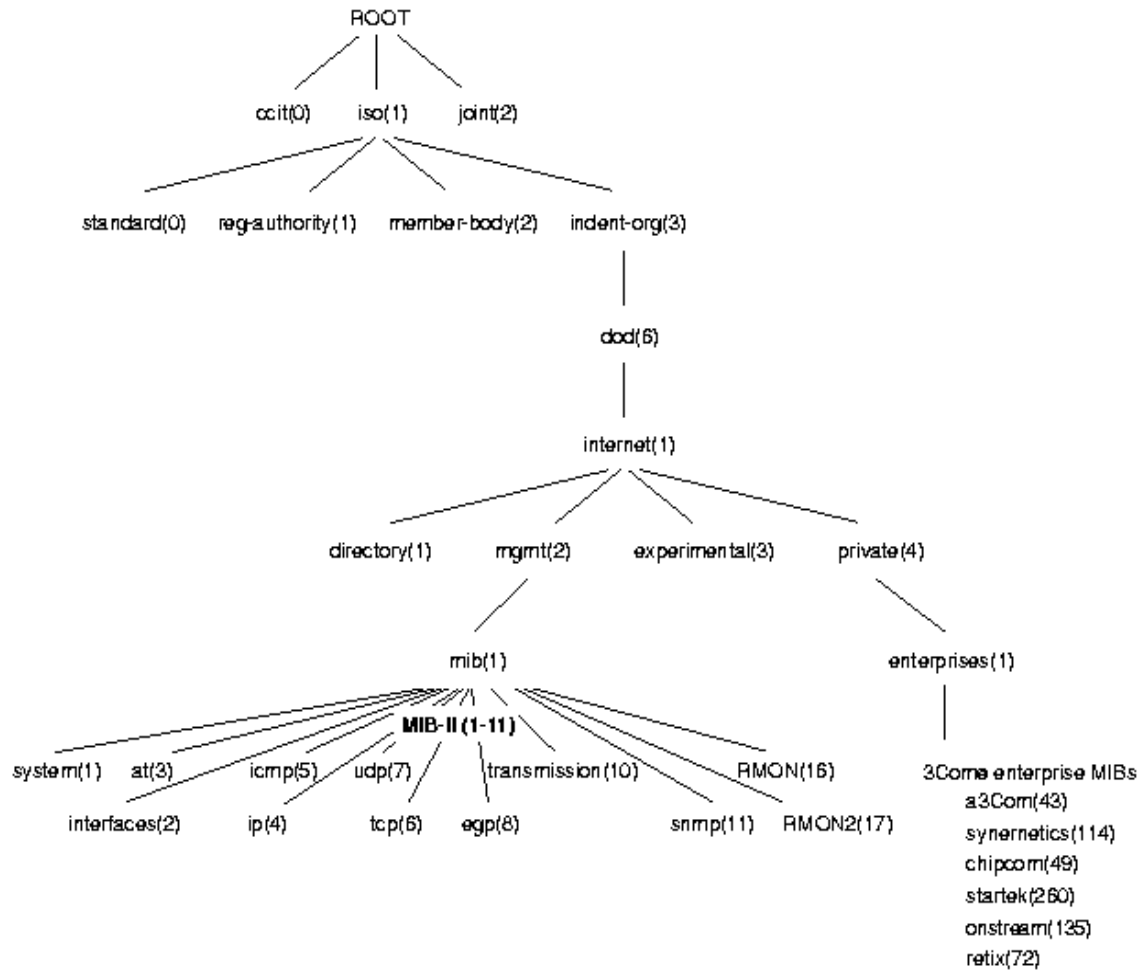 ROOT
ccit(0) iso(1) joint(2)
standard(0) reg-authority(1) member-body(2) indent-org(3)
dod(6)
internet(1)
directory(1) mgmt(2) experimental(3) private(4)
mib(1) enterprises(1)
MIB-II (1-11)
system(1) at(3) icmp(5) udp(7) transmission(10) RMON(16) 3Coms enterprise MIBs
interfaces(2) ip(4) tcp(6) egp(8) snmp(11) RMON2(17) a3Com(43)
synernetics(114)
chipcom(49)
startek(260)
onstream(135)
retix(72)